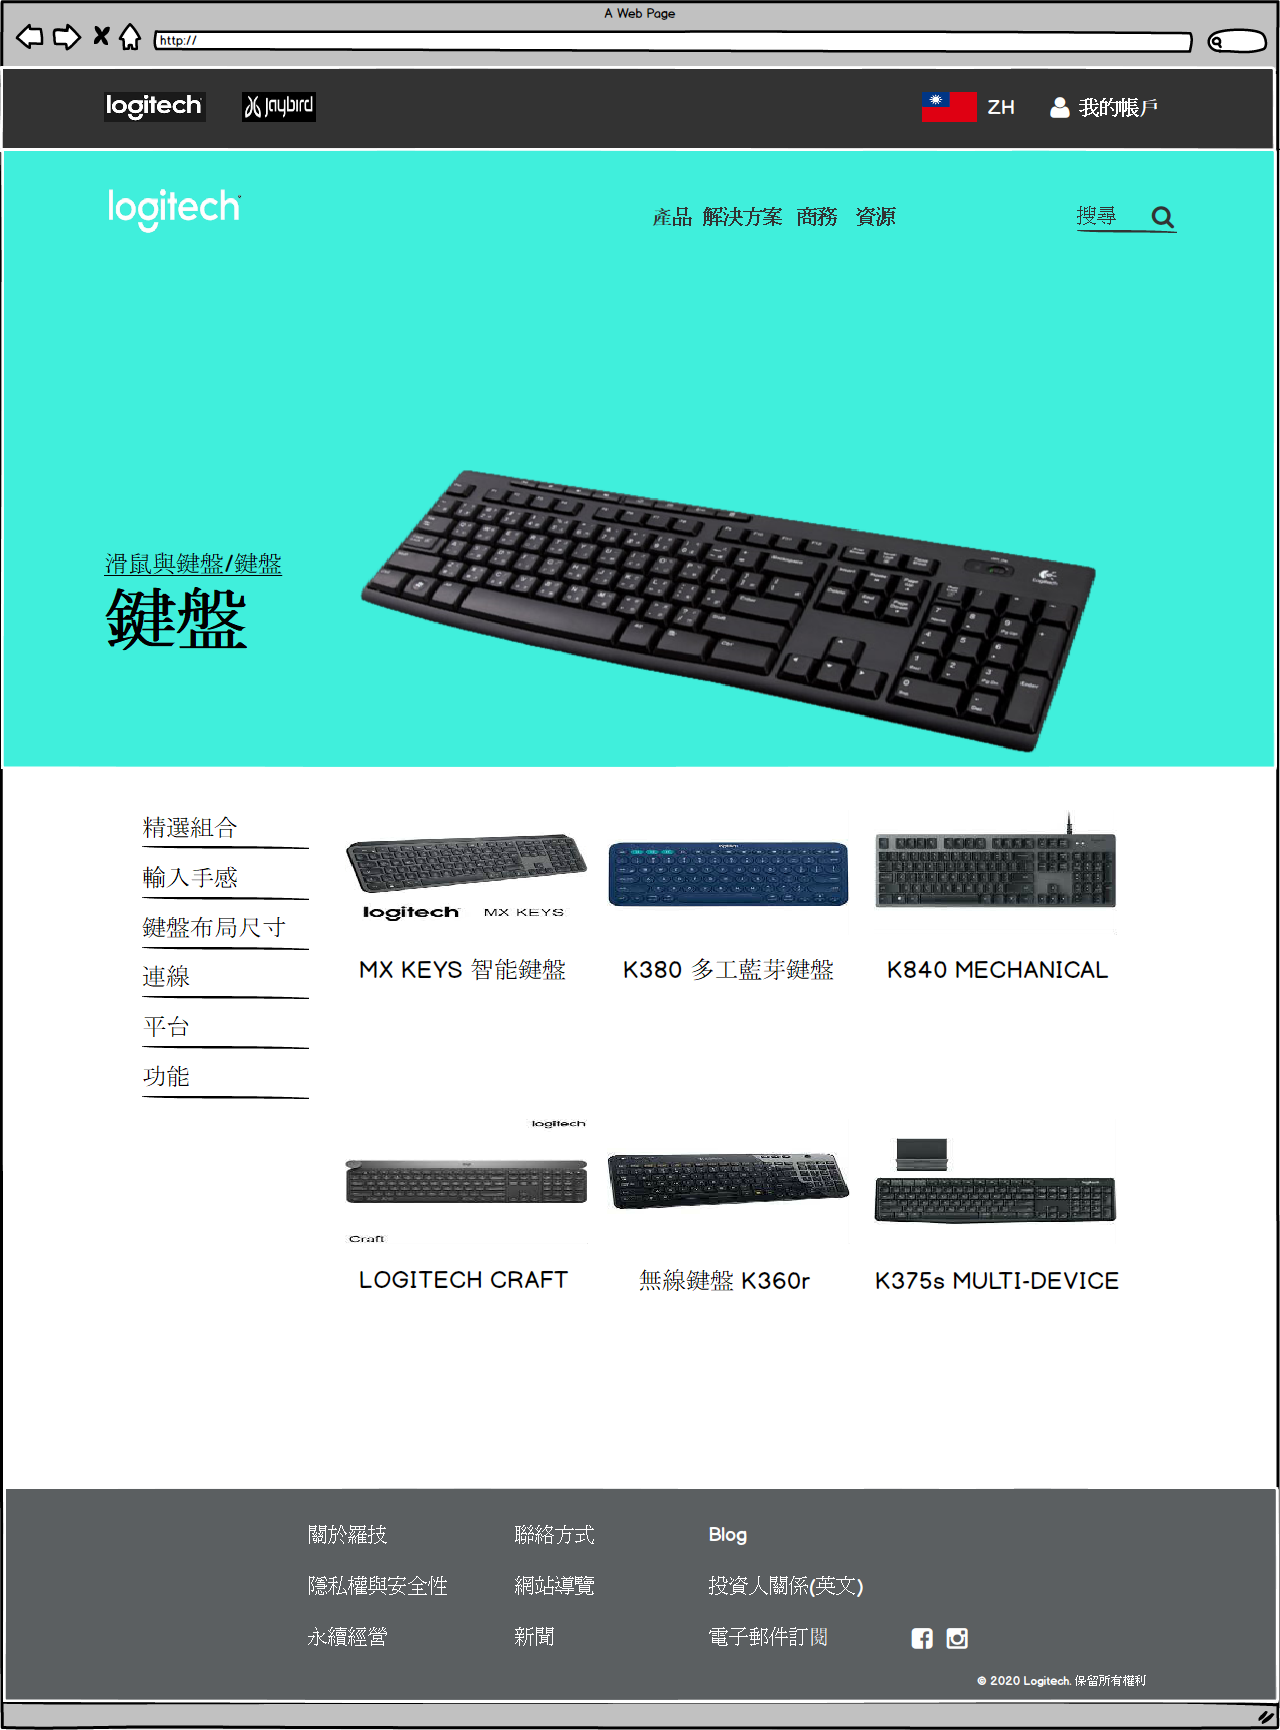 A Web Page
http://
logitech jaybird ZH 我的帳戶
logitech 產品 解決方案 商務 資源 搜尋
滑鼠與鍵盤/鍵盤
鍵盤
精選組合
輸入手感
鍵盤布局尺寸
連線
平台
功能
logitech MX KEYS
MX KEYS 智能鍵盤
K380 多工藍芽鍵盤
K840 MECHANICAL
logitech
Craft
LOGITECH CRAFT
無線鍵盤 K360r
K375s MULTI-DEVICE
關於羅技 聯絡方式 Blog
隱私權與安全性 網站導覽 投資人關係(英文)
永續經營 新聞 電子郵件訂閱
© 2020 Logitech. 保留所有權利